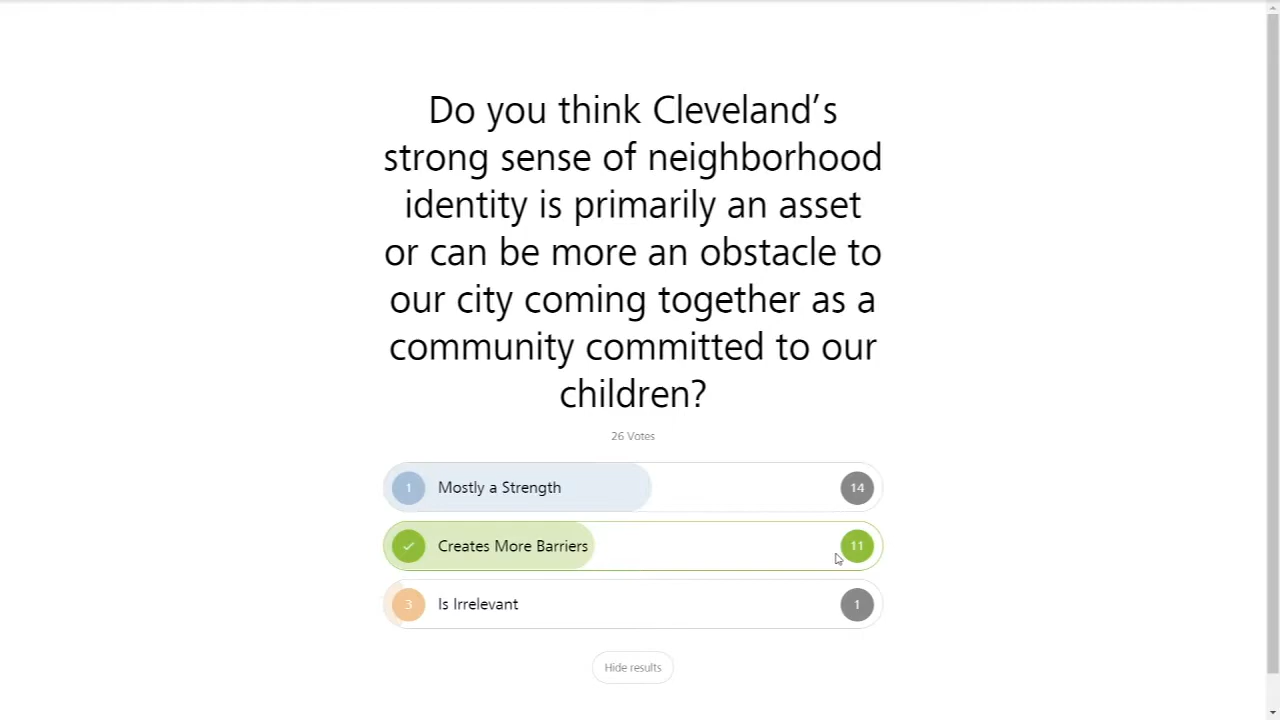 Do you think Cleveland’s
strong sense of neighborhood
identity is primarily an asset
or can be more an obstacle to
our city coming together as a
community committed to our
children?
26 Votes
1 Mostly a Strength 14
Creates More Barriers 11
3 Is Irrelevant 1
Hide results